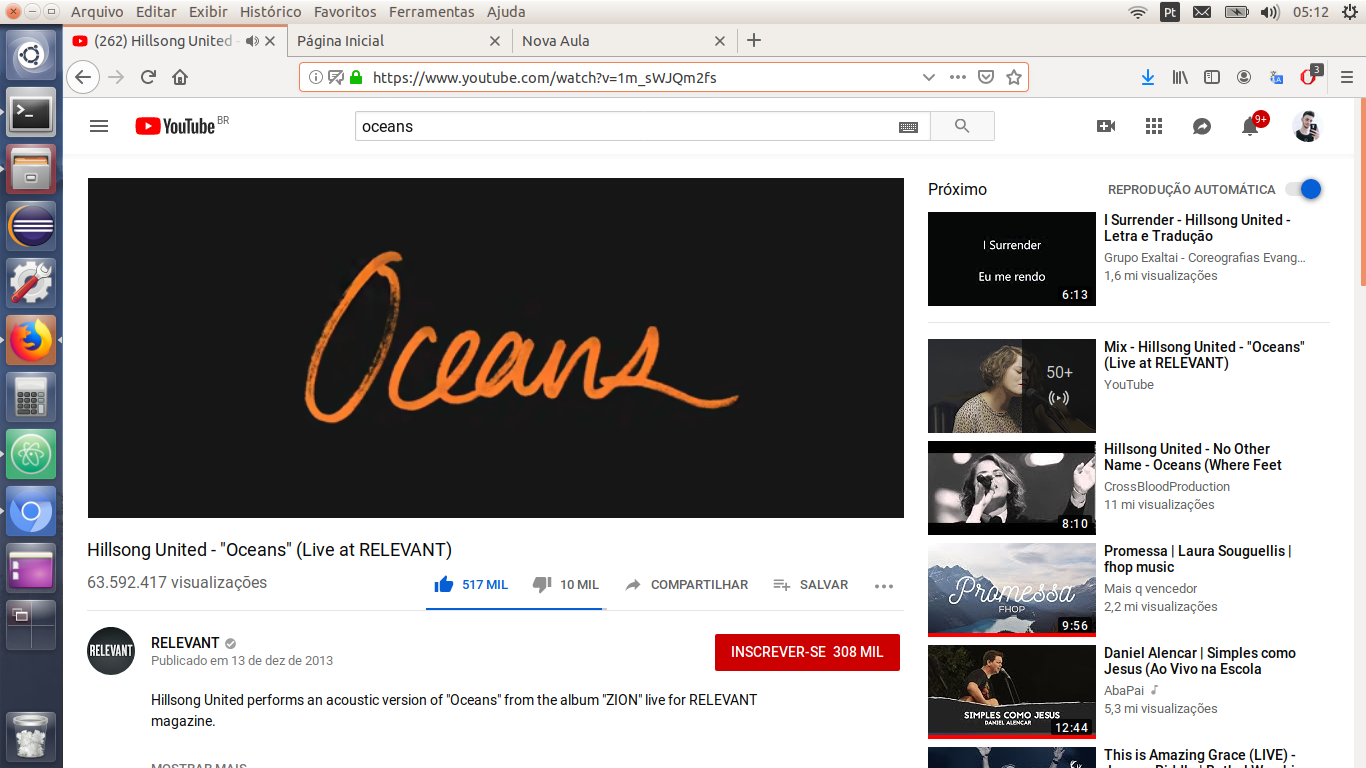 Arquivo Editar Exibir Histórico Favoritos Ferramentas Ajuda
Pt
05:12
(262) Hillsong United -
Página Inicial
Nova Aula
https://www.youtube.com/watch?v=1m_sWJQm2fs
3
YouTube BR
oceans
9+
Oceans
Hillsong United - "Oceans" (Live at RELEVANT)
63.592.417 visualizações
517 MIL
10 MIL
COMPARTILHAR
SALVAR
RELEVANT
RELEVANT
Publicado em 13 de dez de 2013
INSCREVER-SE 308 MIL
Hillsong United performs an acoustic version of "Oceans" from the album "ZION" live for RELEVANT
magazine.
MOSTRAR MAIS
Próximo
REPRODUÇÃO AUTOMÁTICA
I Surrender
Eu me rendo
6:13
I Surrender - Hillsong United -
Letra e Tradução
Grupo Exaltai - Coreografias Evang...
1,6 mi visualizações
50+
Mix - Hillsong United - "Oceans"
(Live at RELEVANT)
YouTube
8:10
Hillsong United - No Other
Name - Oceans (Where Feet
CrossBloodProduction
11 mi visualizações
Promessa
FHOP
9:56
Promessa | Laura Souguellis |
fhop music
Mais q vencedor
2,2 mi visualizações
SIMPLES COMO JESUS
DANIEL ALENCAR
12:44
Daniel Alencar | Simples como
Jesus (Ao Vivo na Escola
AbaPai
5,3 mi visualizações
This is Amazing Grace (LIVE) -